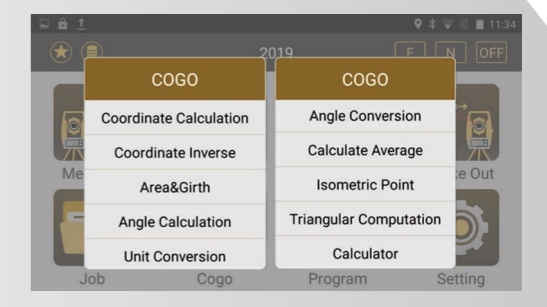 11:34
2019
F N OFF
COGO
Coordinate Calculation
Coordinate Inverse
Area&Girth
Angle Calculation
Unit Conversion
COGO
Angle Conversion
Calculate Average
Isometric Point
Triangular Computation
Calculator
Me
ke Out
Job Cogo Program Setting